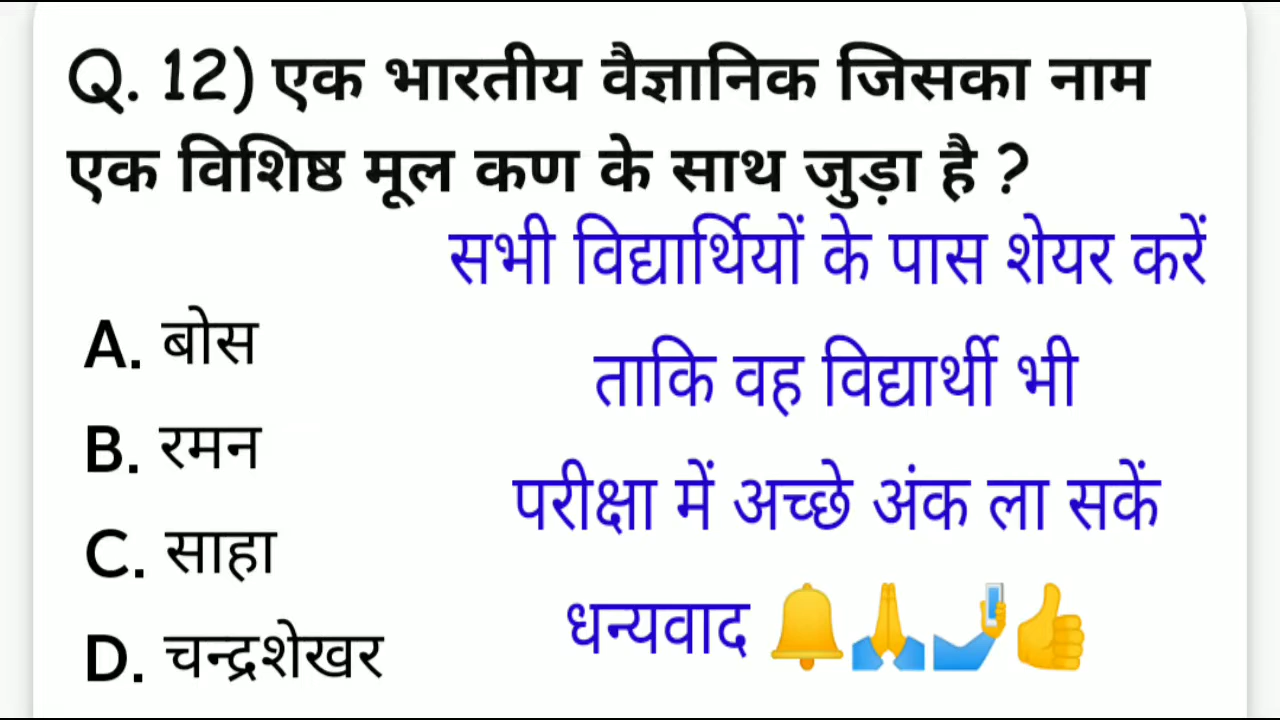 Q. 12) एक भारतीय वैज्ञानिक जिसका नाम
एक विशिष्ठ मूल कण के साथ जुड़ा है ?
सभी विद्यार्थियों के पास शेयर करें
ताकि वह विद्यार्थी भी
परीक्षा में अच्छे अंक ला सकें
धन्यवाद 🔔🙏🤳👍
A. बोस
B. रमन
C. साहा
D. चन्द्रशेखर